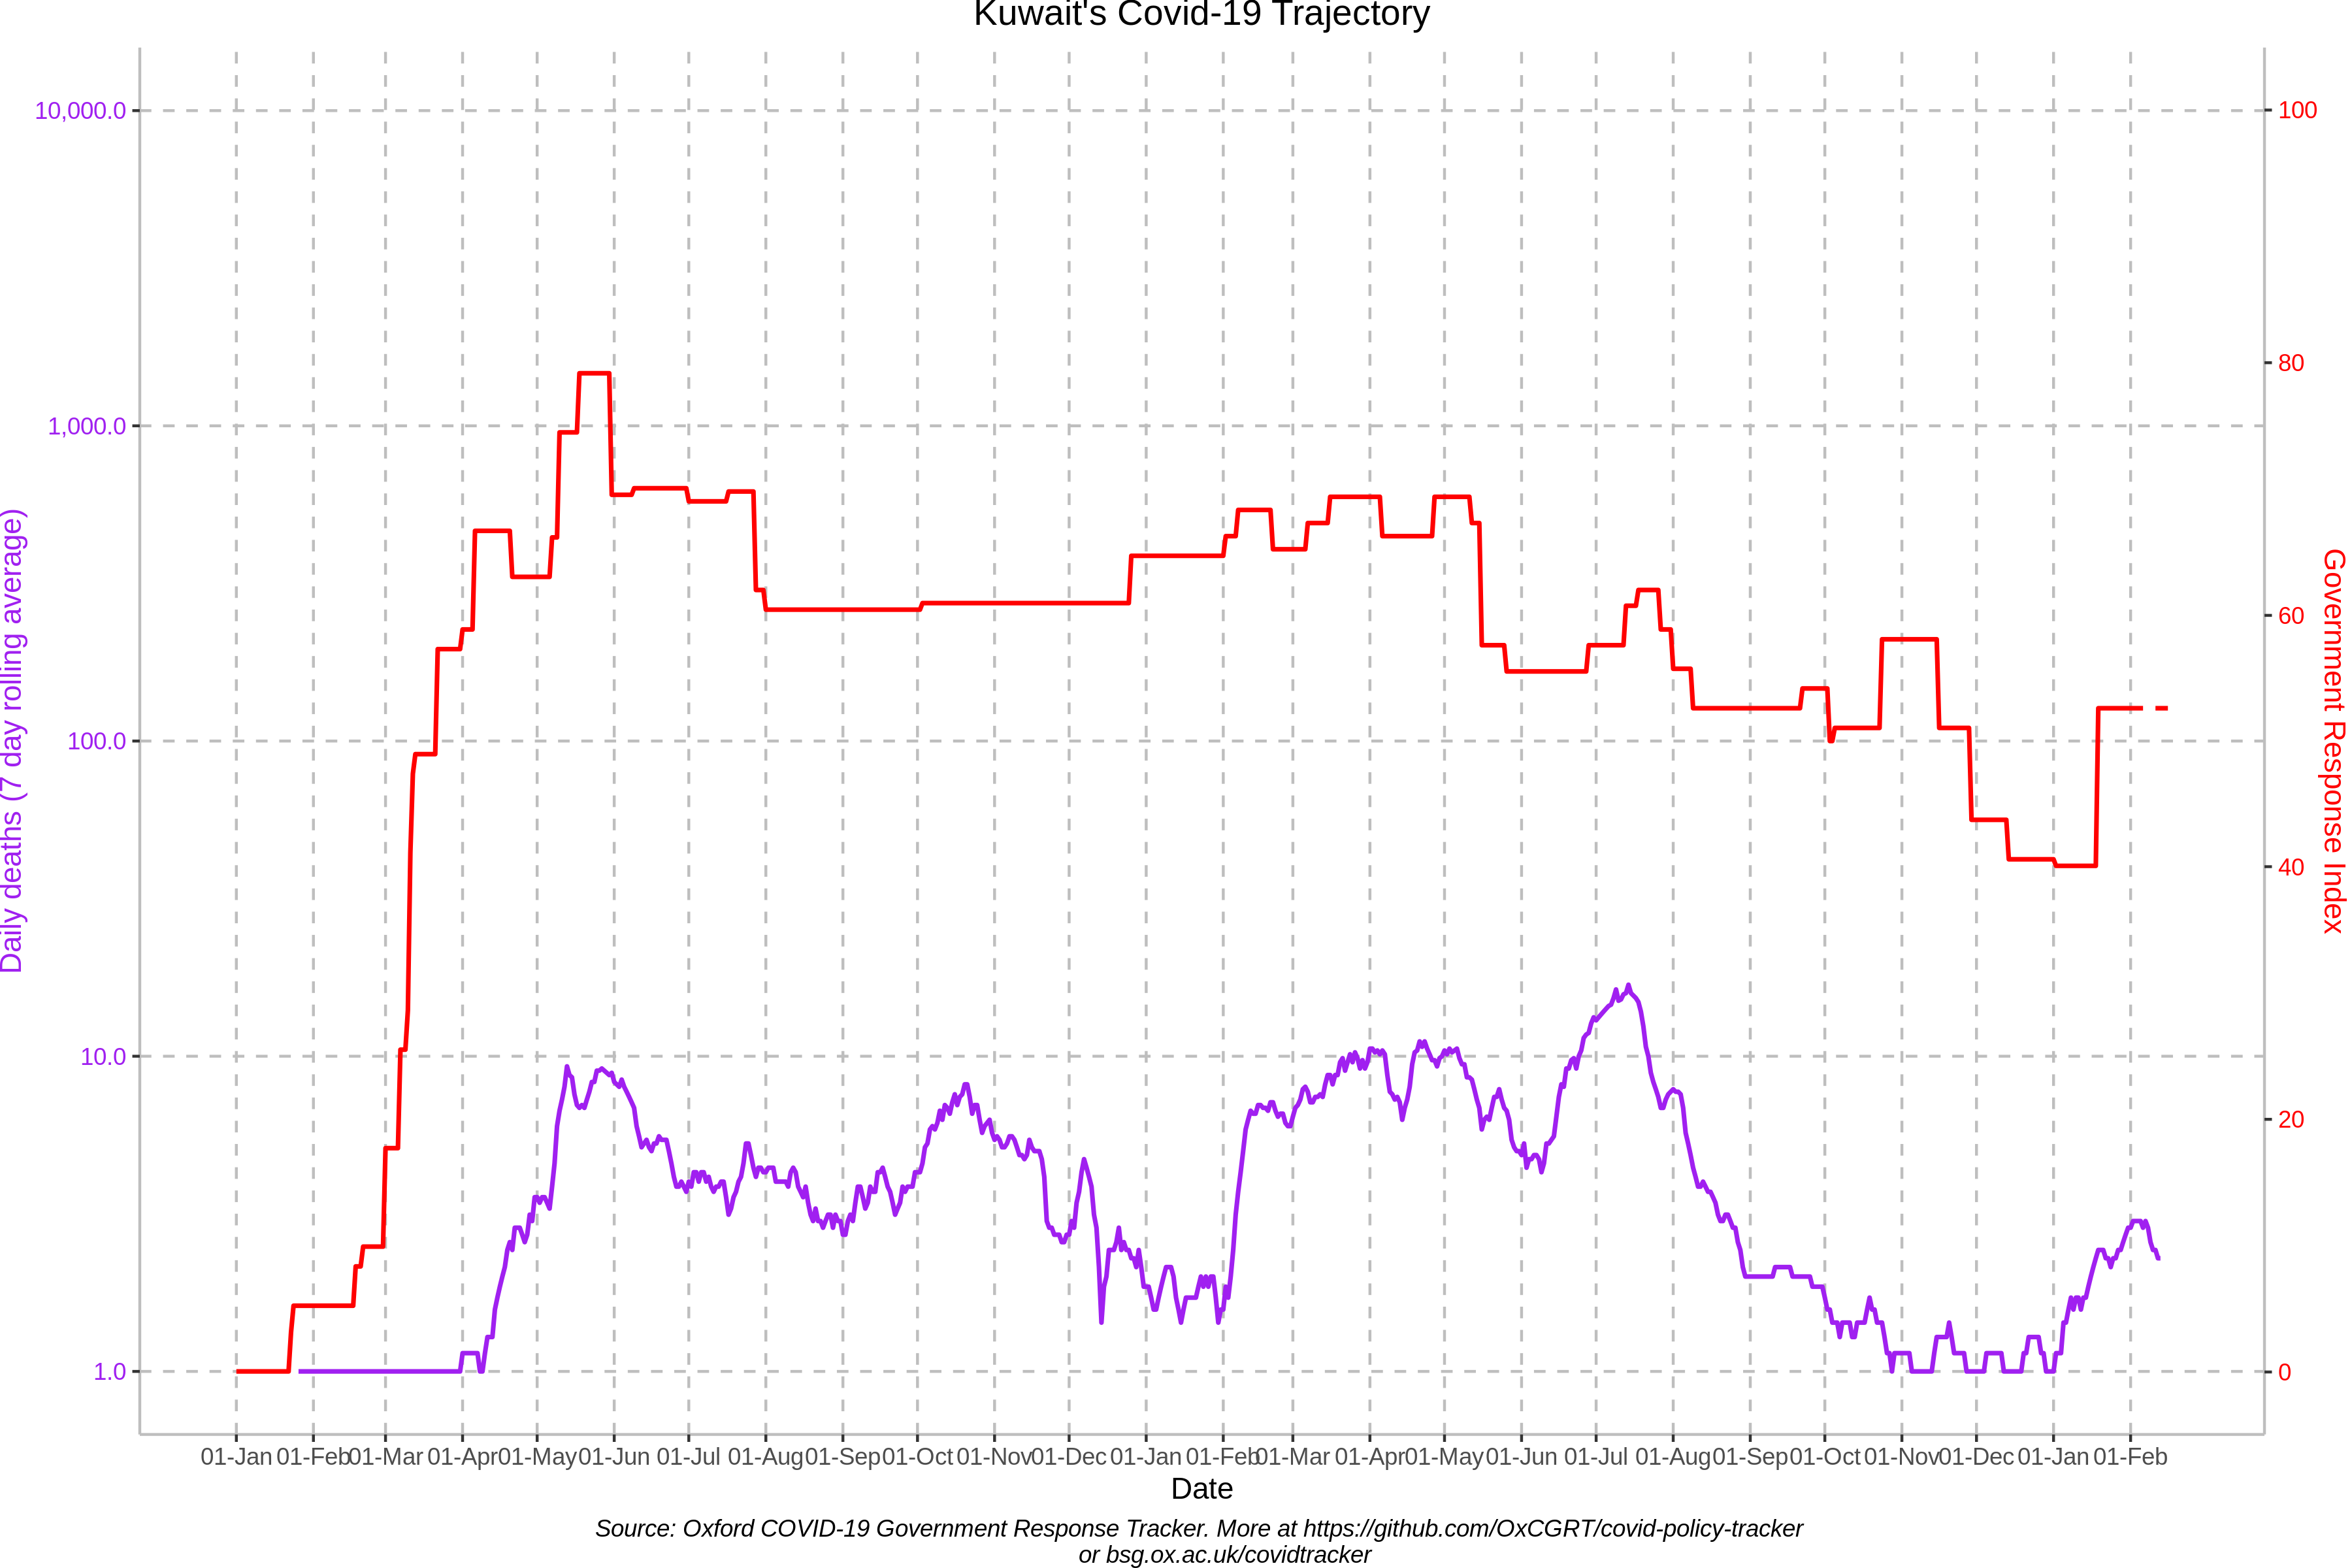 Kuwait's Covid-19 Trajectory
10,000.0
1,000.0
100.0
10.0
1.0
Daily deaths (7 day rolling average)
100
80
60
40
20
0
Government Response Index
01-Jan 01-Feb 01-Mar 01-Apr 01-May 01-Jun 01-Jul 01-Aug 01-Sep 01-Oct 01-Nov 01-Dec 01-Jan 01-Feb 01-Mar 01-Apr 01-May 01-Jun 01-Jul 01-Aug 01-Sep 01-Oct 01-Nov 01-Dec 01-Jan 01-Feb
Date
Source: Oxford COVID-19 Government Response Tracker. More at https://github.com/OxCGRT/covid-policy-tracker
or bsg.ox.ac.uk/covidtracker